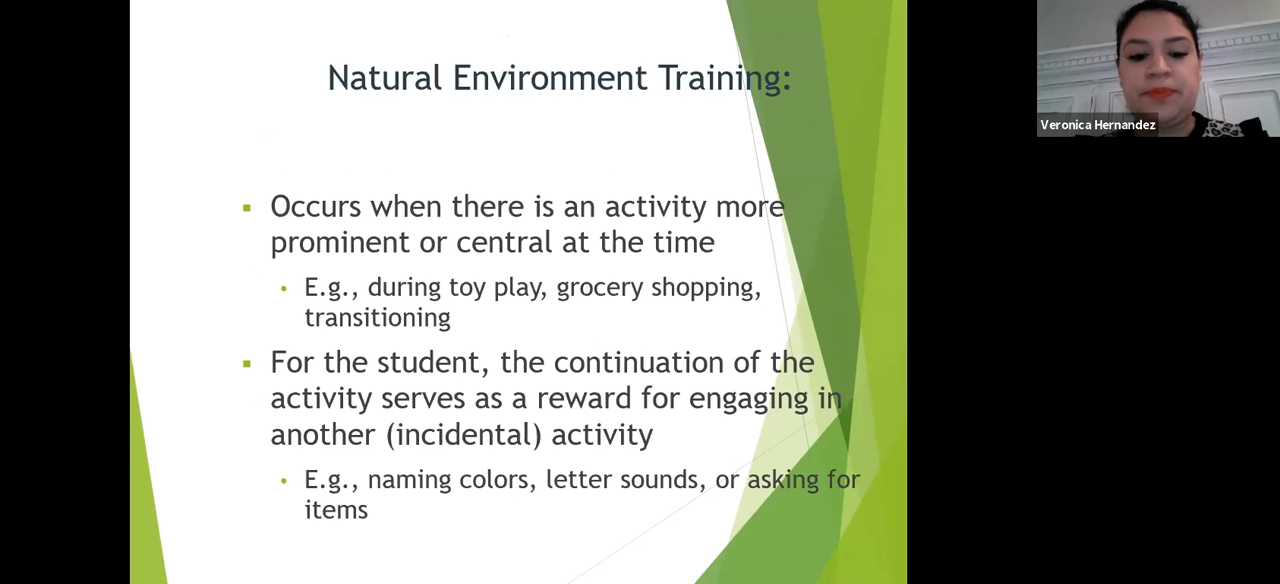 Natural Environment Training:
Occurs when there is an activity more
prominent or central at the time
E.g., during toy play, grocery shopping,
transitioning
For the student, the continuation of the
activity serves as a reward for engaging in
another (incidental) activity
E.g., naming colors, letter sounds, or asking for
items
Veronica Hernandez